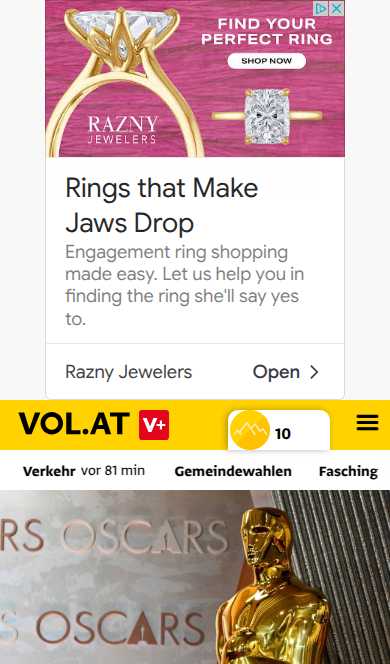 FIND YOUR
PERFECT RING
SHOP NOW
RAZNY
JEWELERS
Rings that Make
Jaws Drop
Engagement ring shopping
made easy. Let us help you in
finding the ring she'll say yes
to.
Razny Jewelers
Open
VOL.AT V+
10
Verkehr vor 81 min Gemeindewahlen Fasching
RS OSCARS
OSCARS